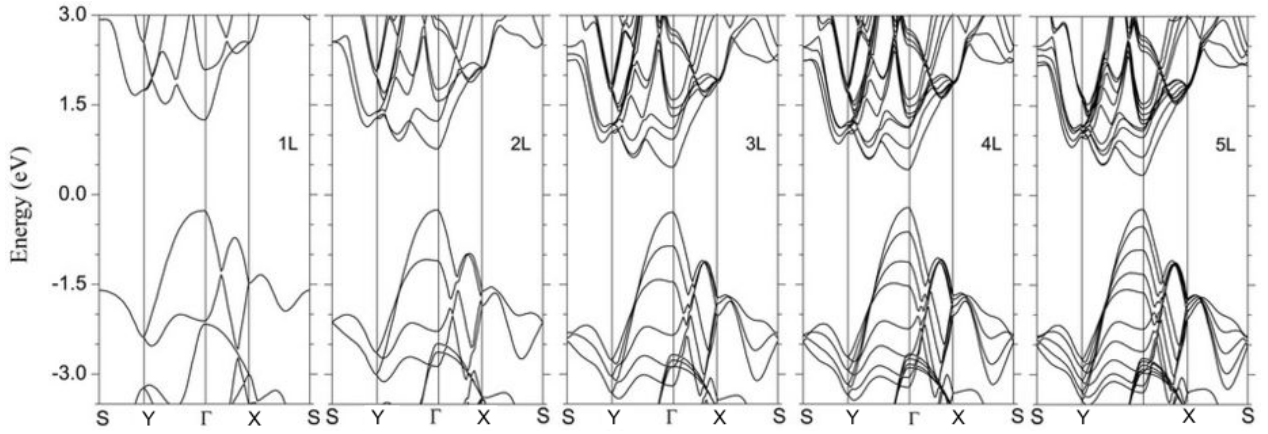 3.0
1.5
0.0
-1.5
-3.0
Energy (eV)
1L
2L
3L
4L
5L
S Y Γ X S
S Y Γ X S
S Y Γ X S
S Y Γ X S
S Y X S